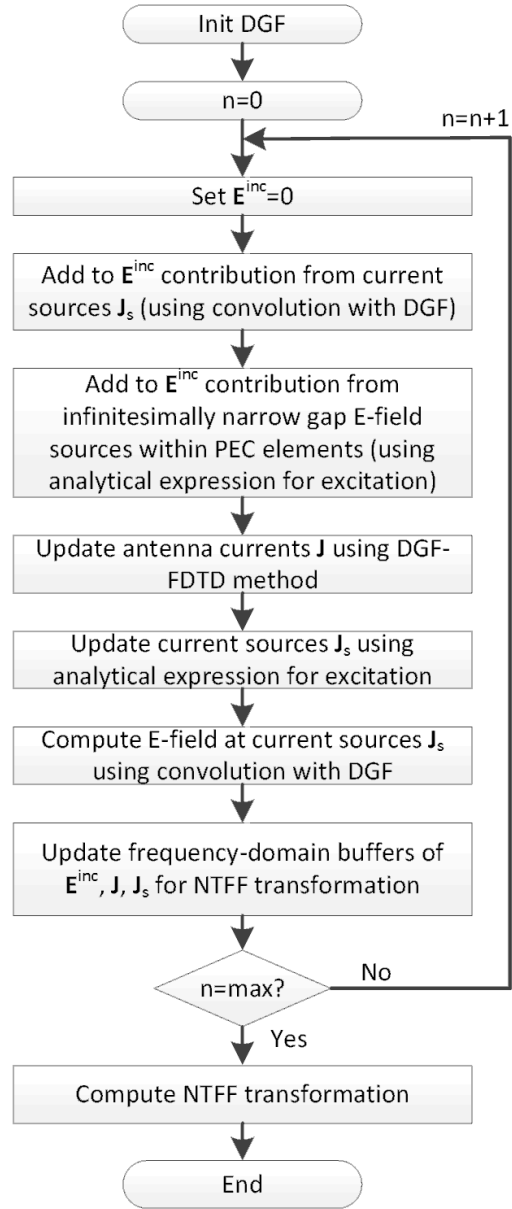 Init DGF
n=0
n=n+1
Set E^inc=0
Add to E^inc contribution from current
sources J_s (using convolution with DGF)
Add to E^inc contribution from
infinitesimally narrow gap E-field
sources within PEC elements (using
analytical expression for excitation)
Update antenna currents J using DGF-
FDTD method
Update current sources J_s using
analytical expression for excitation
Compute E-field at current sources J_s
using convolution with DGF
Update frequency-domain buffers of
E^inc, J, J_s for NTFF transformation
n=max?
No
Yes
Compute NTFF transformation
End